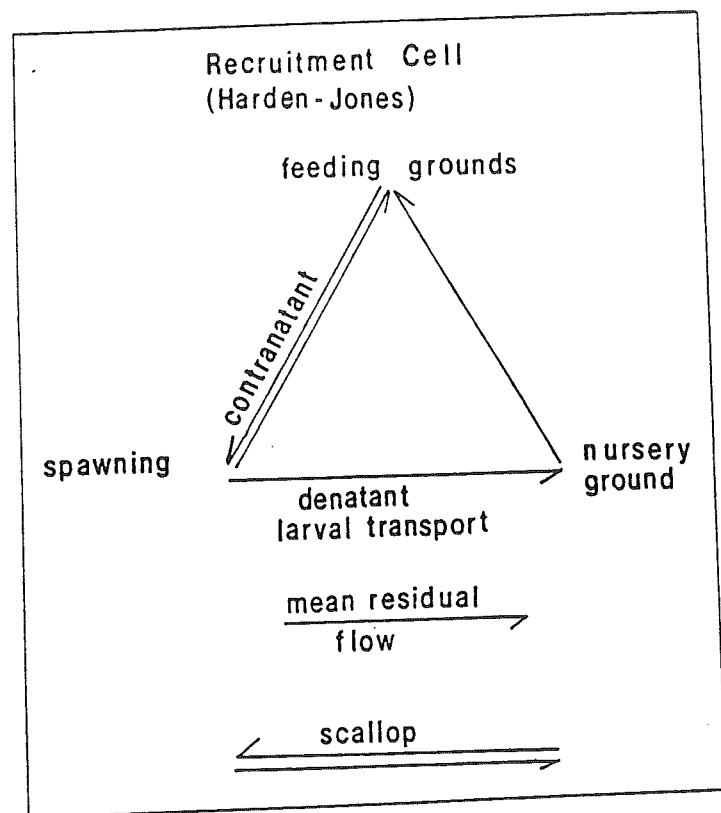 Recruitment Cell
(Harden-Jones)
feeding grounds
contranatant
spawning
nursery
ground
denatant
larval transport
mean residual
flow
scallop